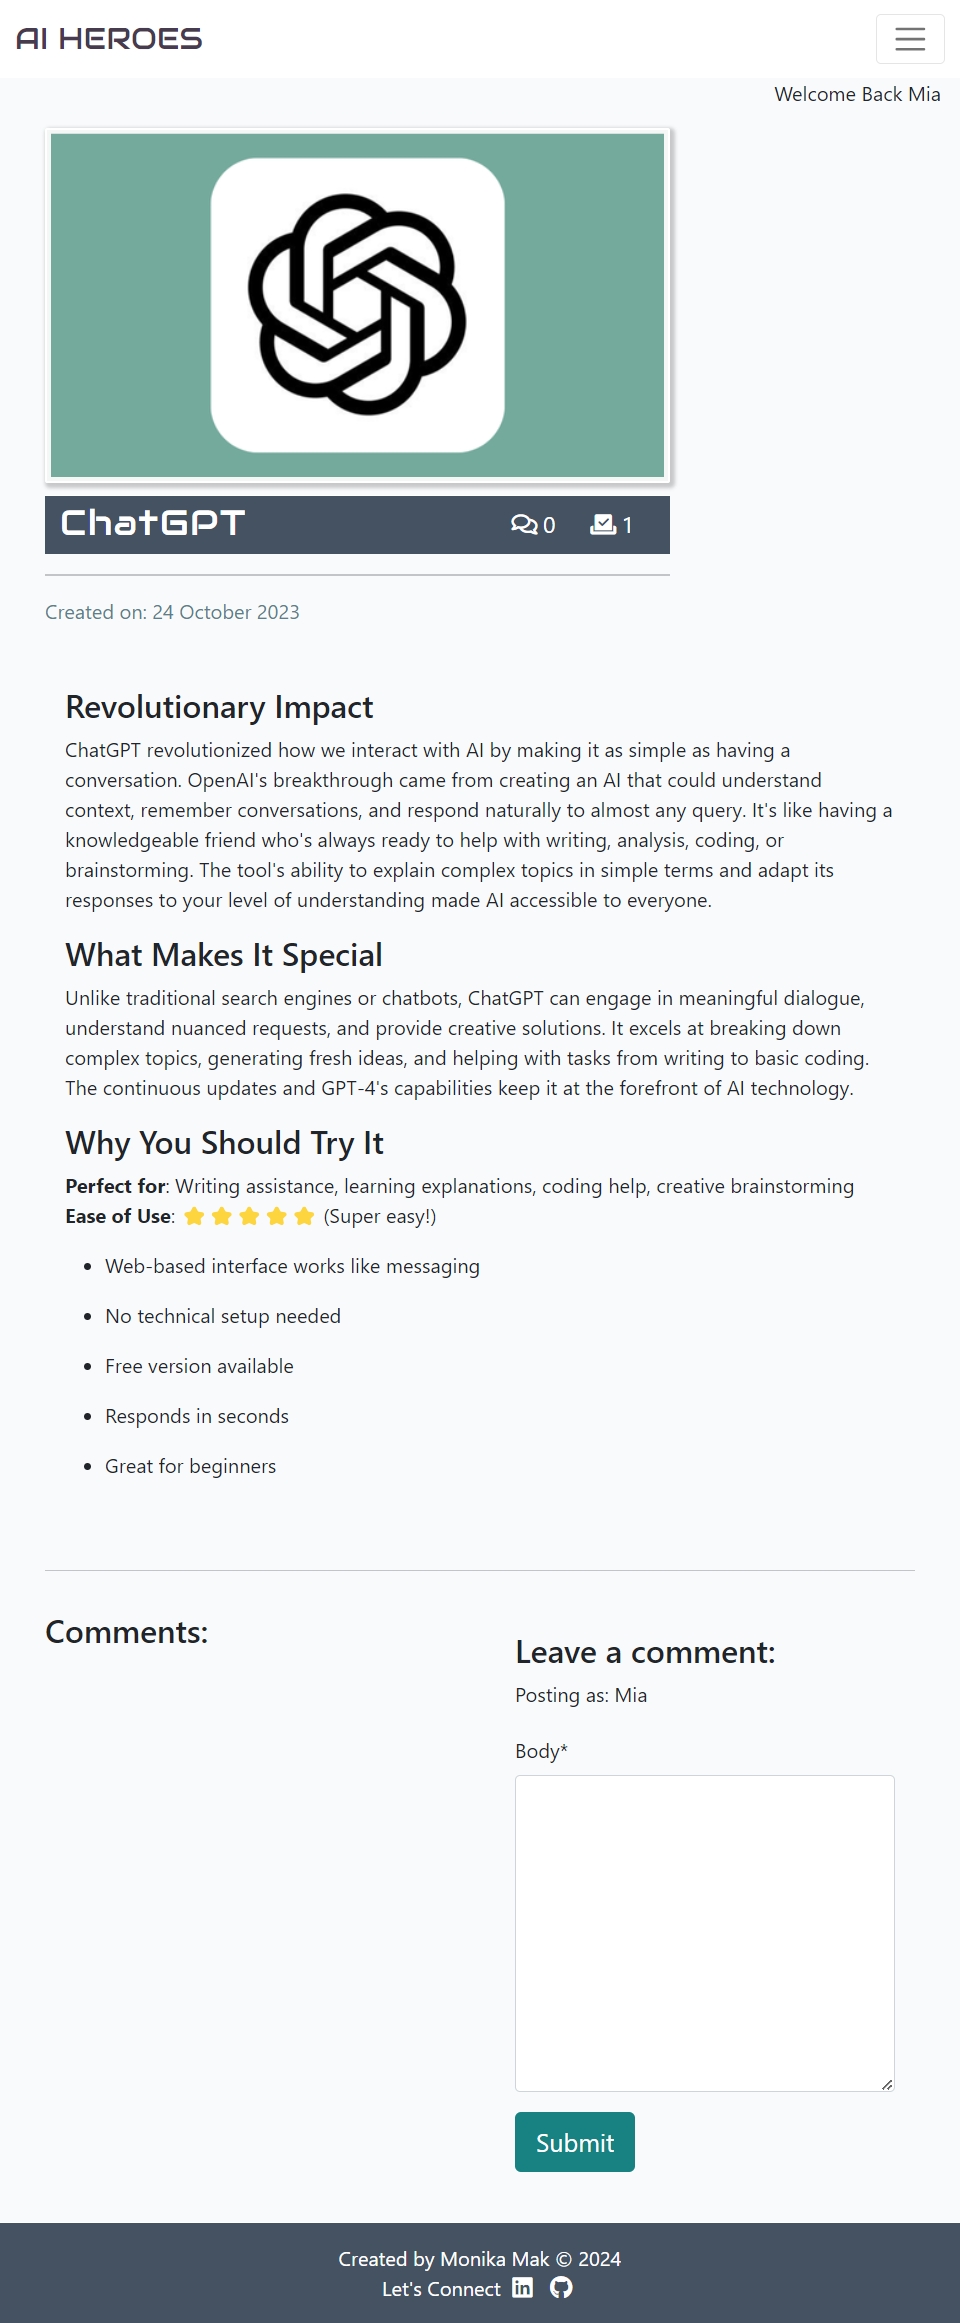 AI HEROES
Welcome Back Mia
ChatGPT
0
1
Created on: 24 October 2023
Revolutionary Impact
ChatGPT revolutionized how we interact with AI by making it as simple as having a
conversation. OpenAI's breakthrough came from creating an AI that could understand
context, remember conversations, and respond naturally to almost any query. It's like having a
knowledgeable friend who's always ready to help with writing, analysis, coding, or
brainstorming. The tool's ability to explain complex topics in simple terms and adapt its
responses to your level of understanding made AI accessible to everyone.
What Makes It Special
Unlike traditional search engines or chatbots, ChatGPT can engage in meaningful dialogue,
understand nuanced requests, and provide creative solutions. It excels at breaking down
complex topics, generating fresh ideas, and helping with tasks from writing to basic coding.
The continuous updates and GPT-4's capabilities keep it at the forefront of AI technology.
Why You Should Try It
Perfect for: Writing assistance, learning explanations, coding help, creative brainstorming
Ease of Use: (Super easy!)
Web-based interface works like messaging
No technical setup needed
Free version available
Responds in seconds
Great for beginners
Comments:
Leave a comment:
Posting as: Mia
Body*
Submit
Created by Monika Mak © 2024
Let's Connect in